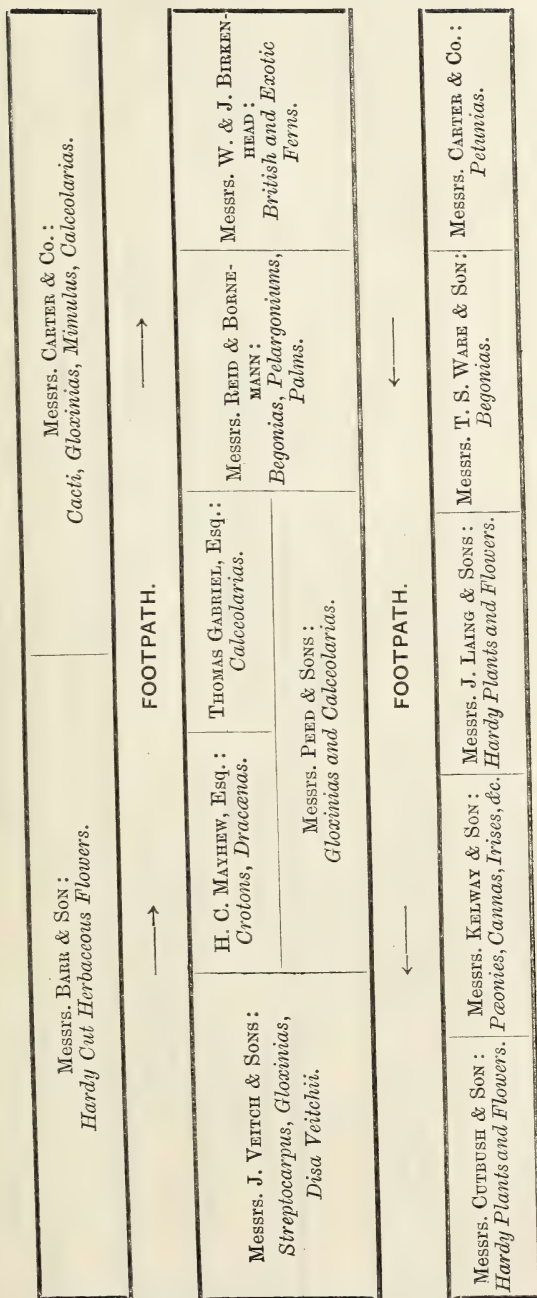 Messrs. BARR & SON:
Hardy Cut Herbaceous Flowers.
Messrs. CARTER & Co.:
Cacti, Gloxinias, Mimulus, Calceolarias.
FOOTPATH.
Messrs. J. VEITCH & SONS:
Streptocarpus, Gloxinias,
Disa Veitchii.
H. C. MAYHEW, Esq.:
Crotons, Dracænas.
THOMAS GABRIEL, Esq.:
Calceolarias.
Messrs. PEED & SONS:
Gloxinias and Calceolarias.
Messrs. REID & BORNE-
MANN:
Begonias, Pelargoniums,
Palms.
Messrs. W. & J. BIRKEN-
HEAD:
British and Exotic
Ferns.
FOOTPATH.
Messrs. CUTBUSH & SON:
Hardy Plants and Flowers.
Messrs. KELWAY & SON:
Pæonies, Cannas, Irises, &c.
Messrs. J. LAING & SONS:
Hardy Plants and Flowers.
Messrs. T. S. WARE & SON:
Begonias.
Messrs. CARTER & Co.:
Petunias.